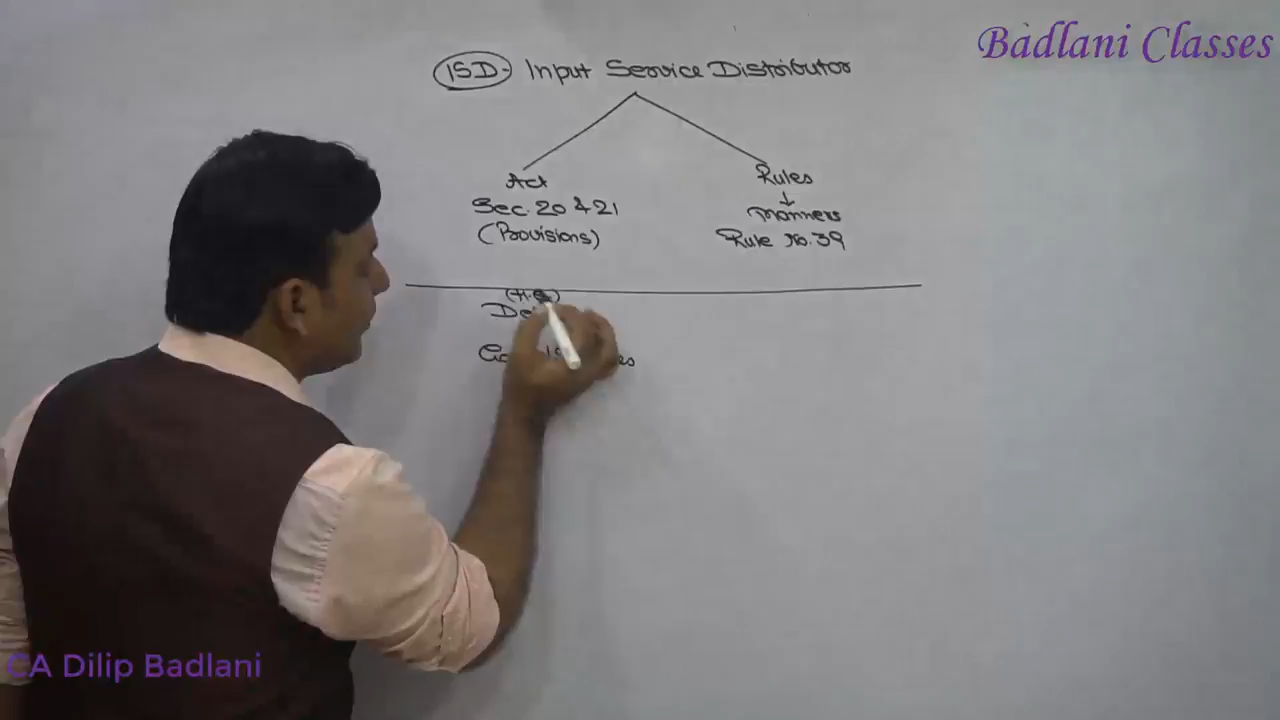 Badlani Classes
ISD- Input Service Distributor
Act
Sec. 20 & 21
(Provisions)
Rules
↓
Manners
Rule No. 39
CA Dilip Badlani